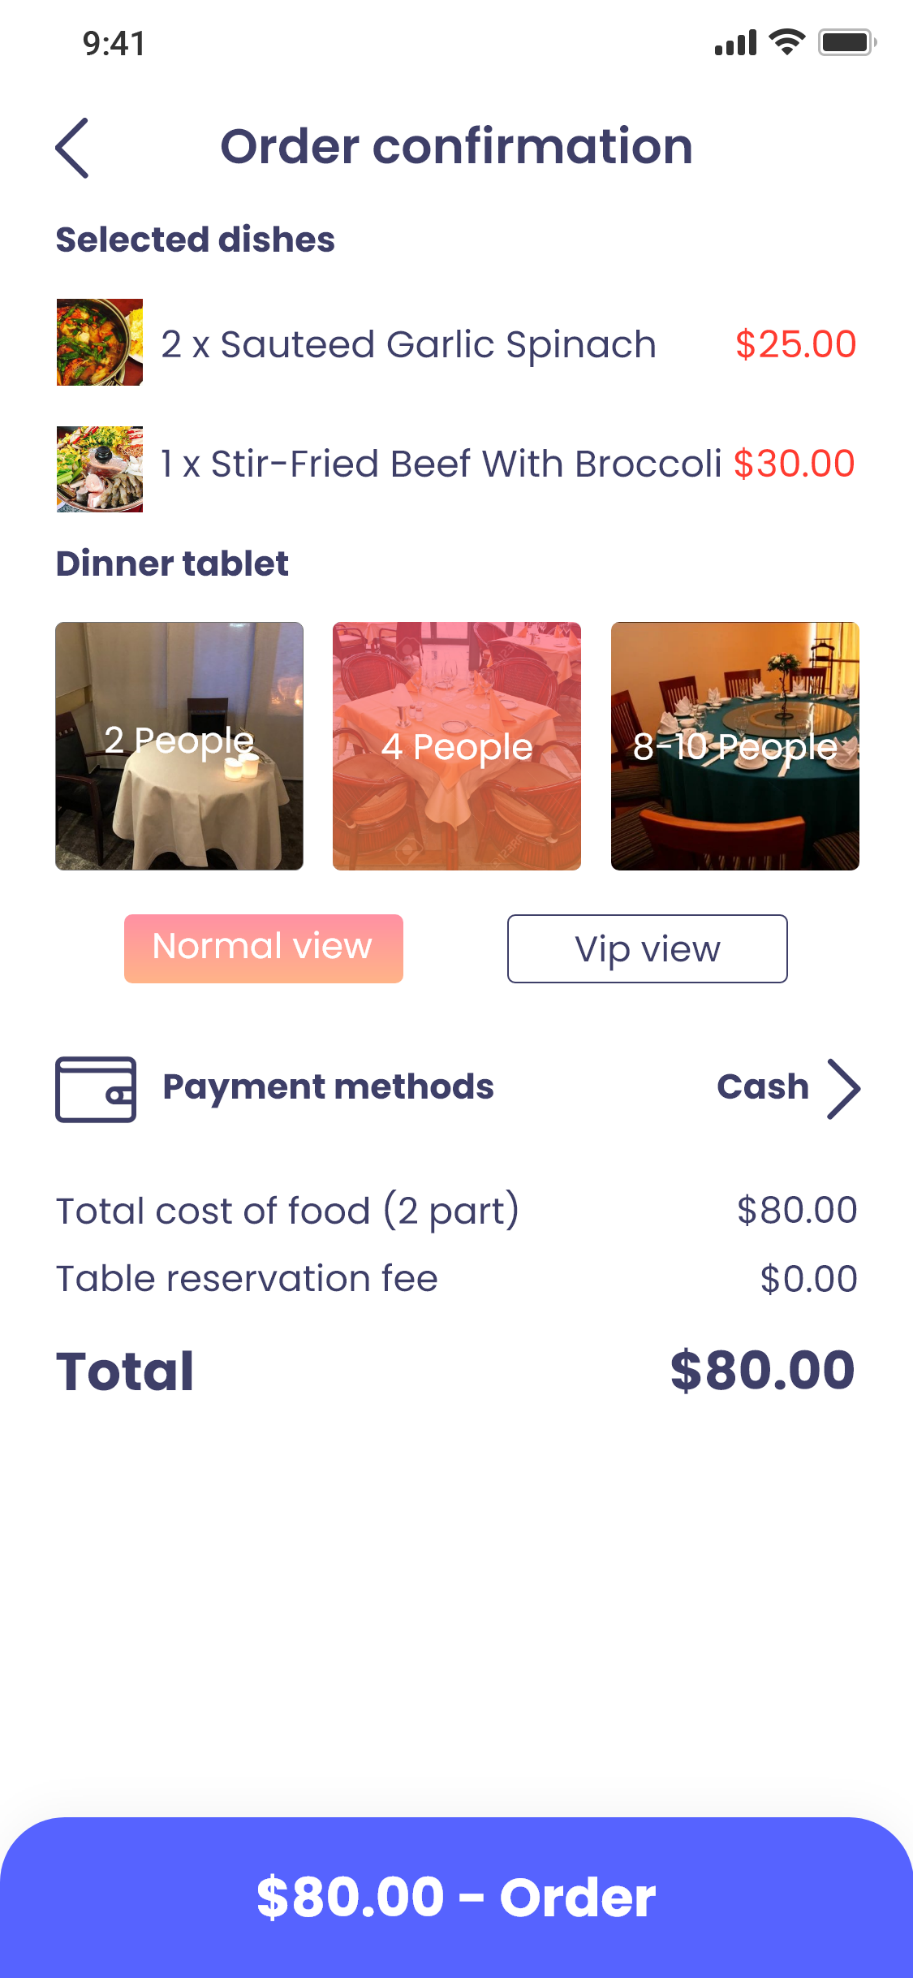 9:41
Order confirmation
Selected dishes
2 x Sauteed Garlic Spinach $25.00
1 x Stir-Fried Beef With Broccoli $30.00
Dinner tablet
2 People
4 People
8-10 People
Normal view
Vip view
Payment methods Cash
Total cost of food (2 part) $80.00
Table reservation fee $0.00
Total $80.00
$80.00 - Order